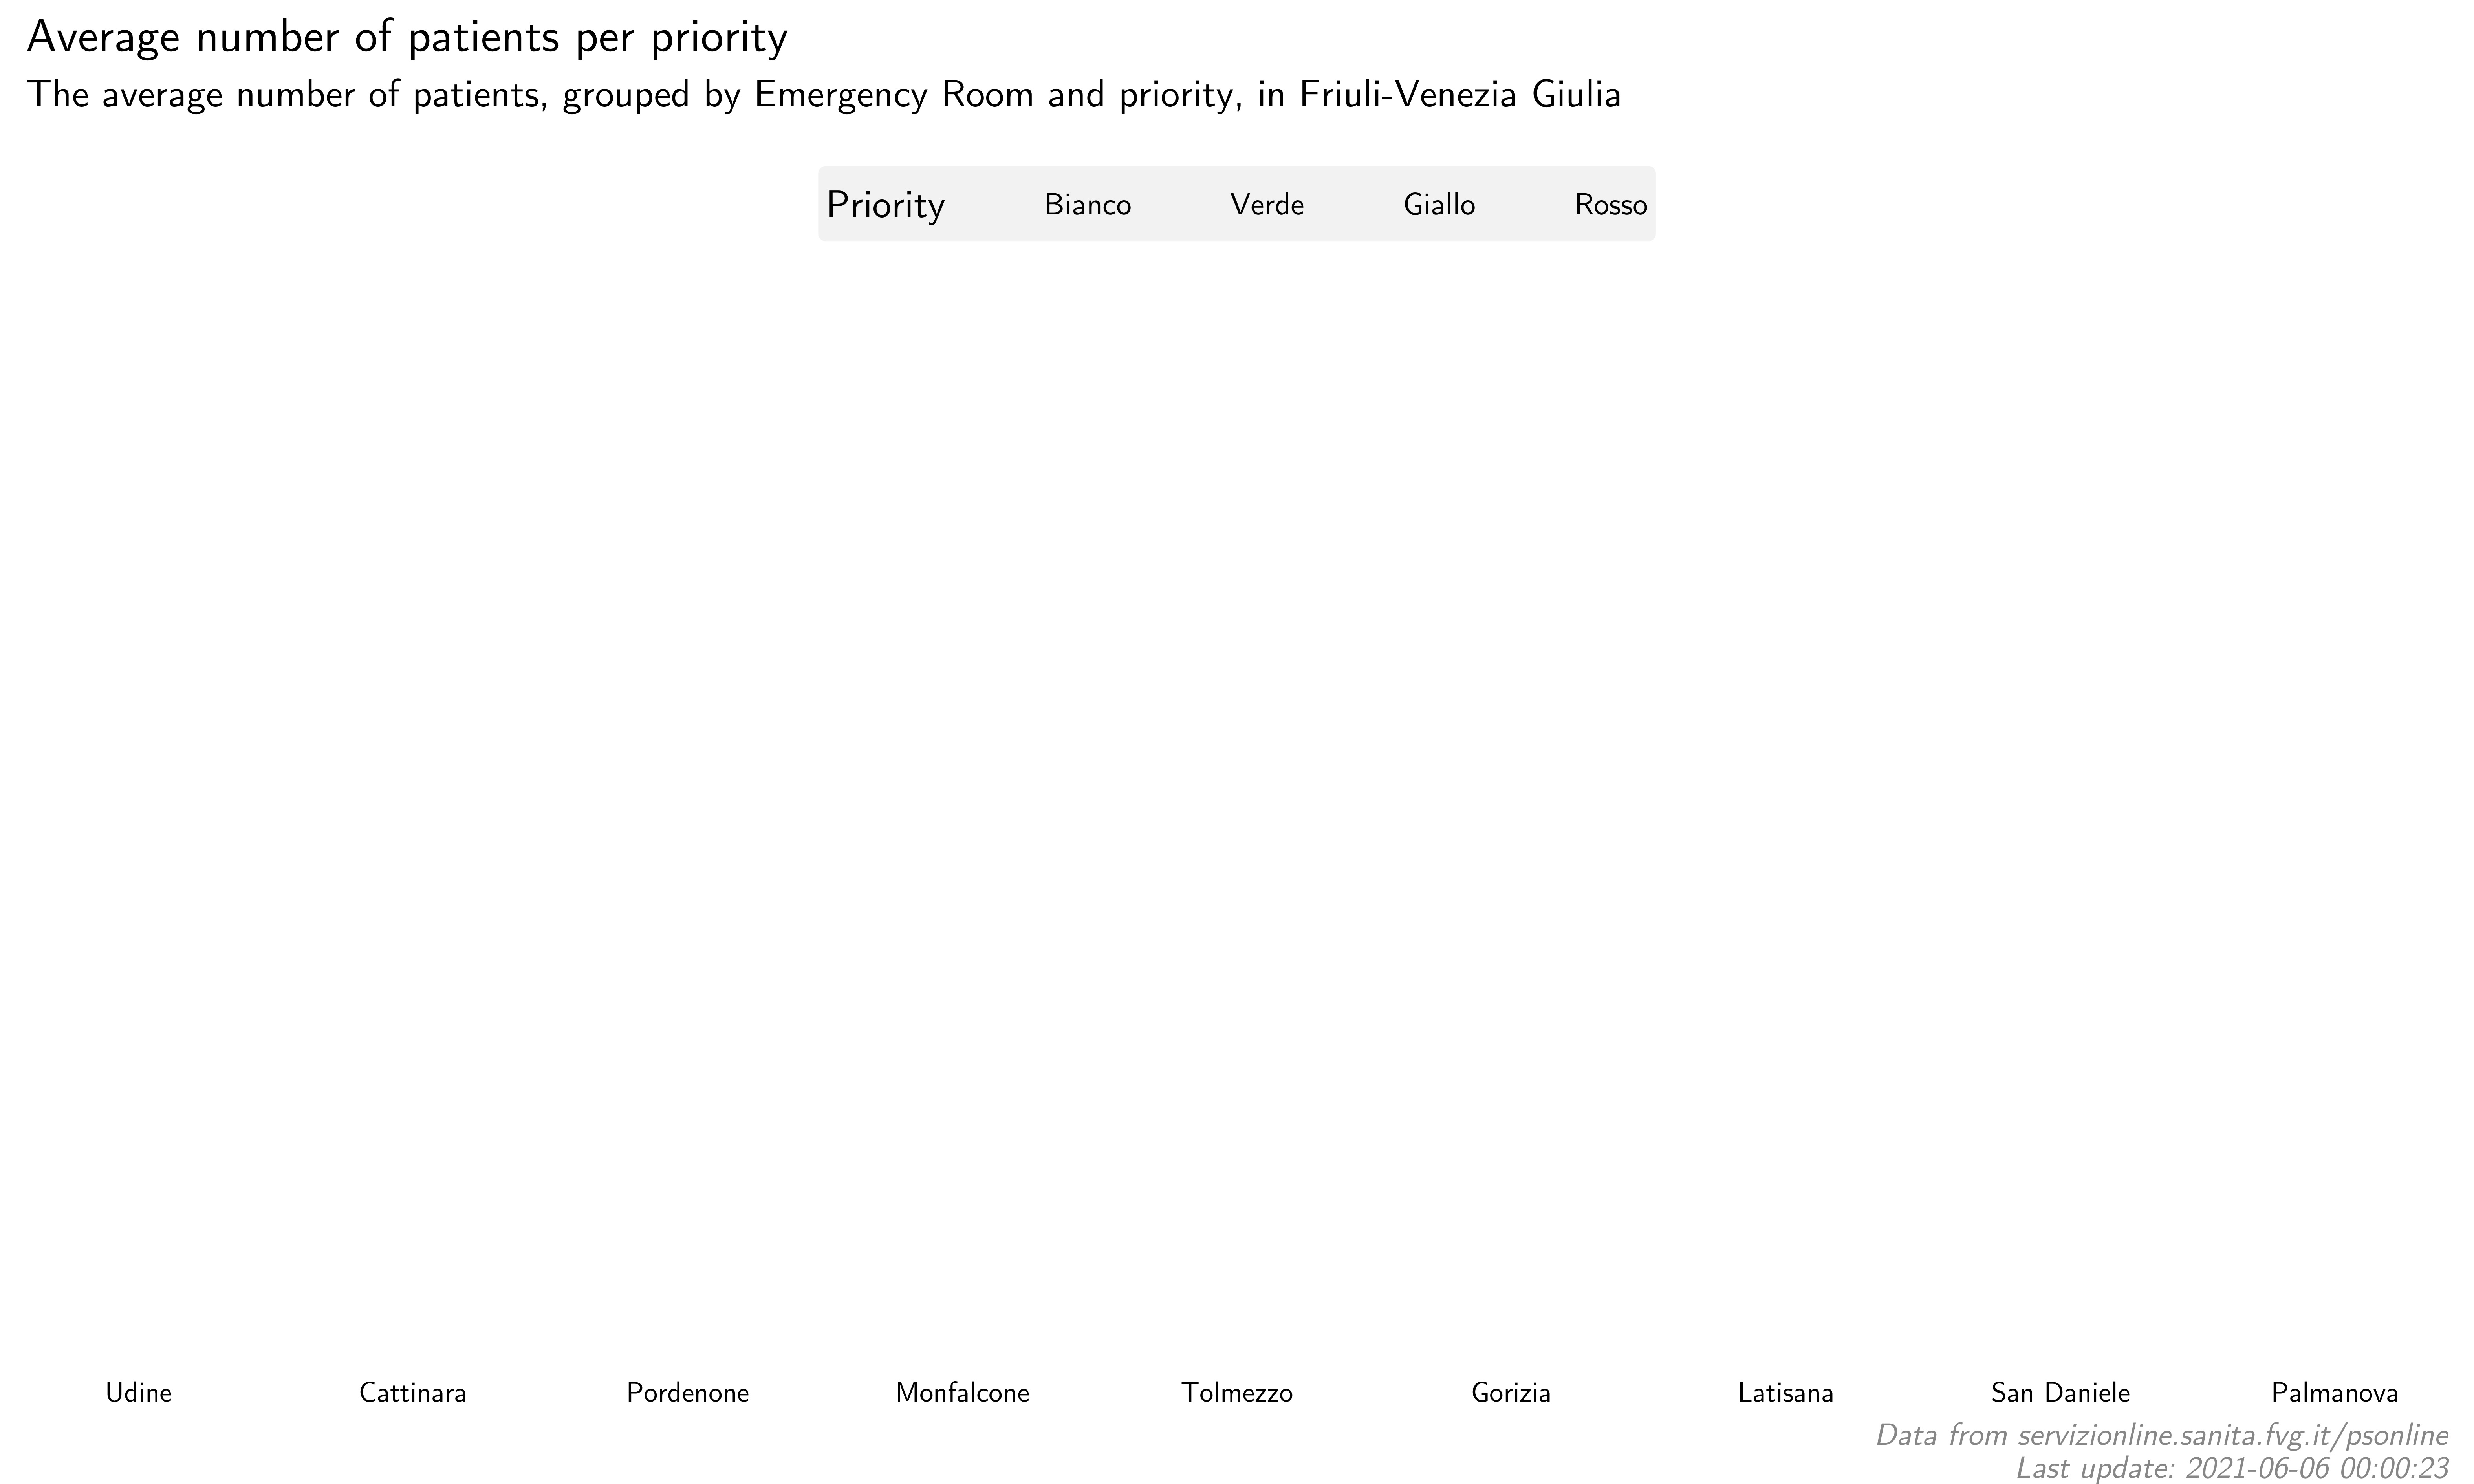 Average number of patients per priority
The average number of patients, grouped by Emergency Room and priority, in Friuli-Venezia Giulia
Priority Bianco Verde Giallo Rosso
Udine Cattinara Pordenone Monfalcone Tolmezzo Gorizia Latisana San Daniele Palmanova
Data from servizionline.sanita.fvg.it/psonline
Last update: 2021-06-06 00:00:23